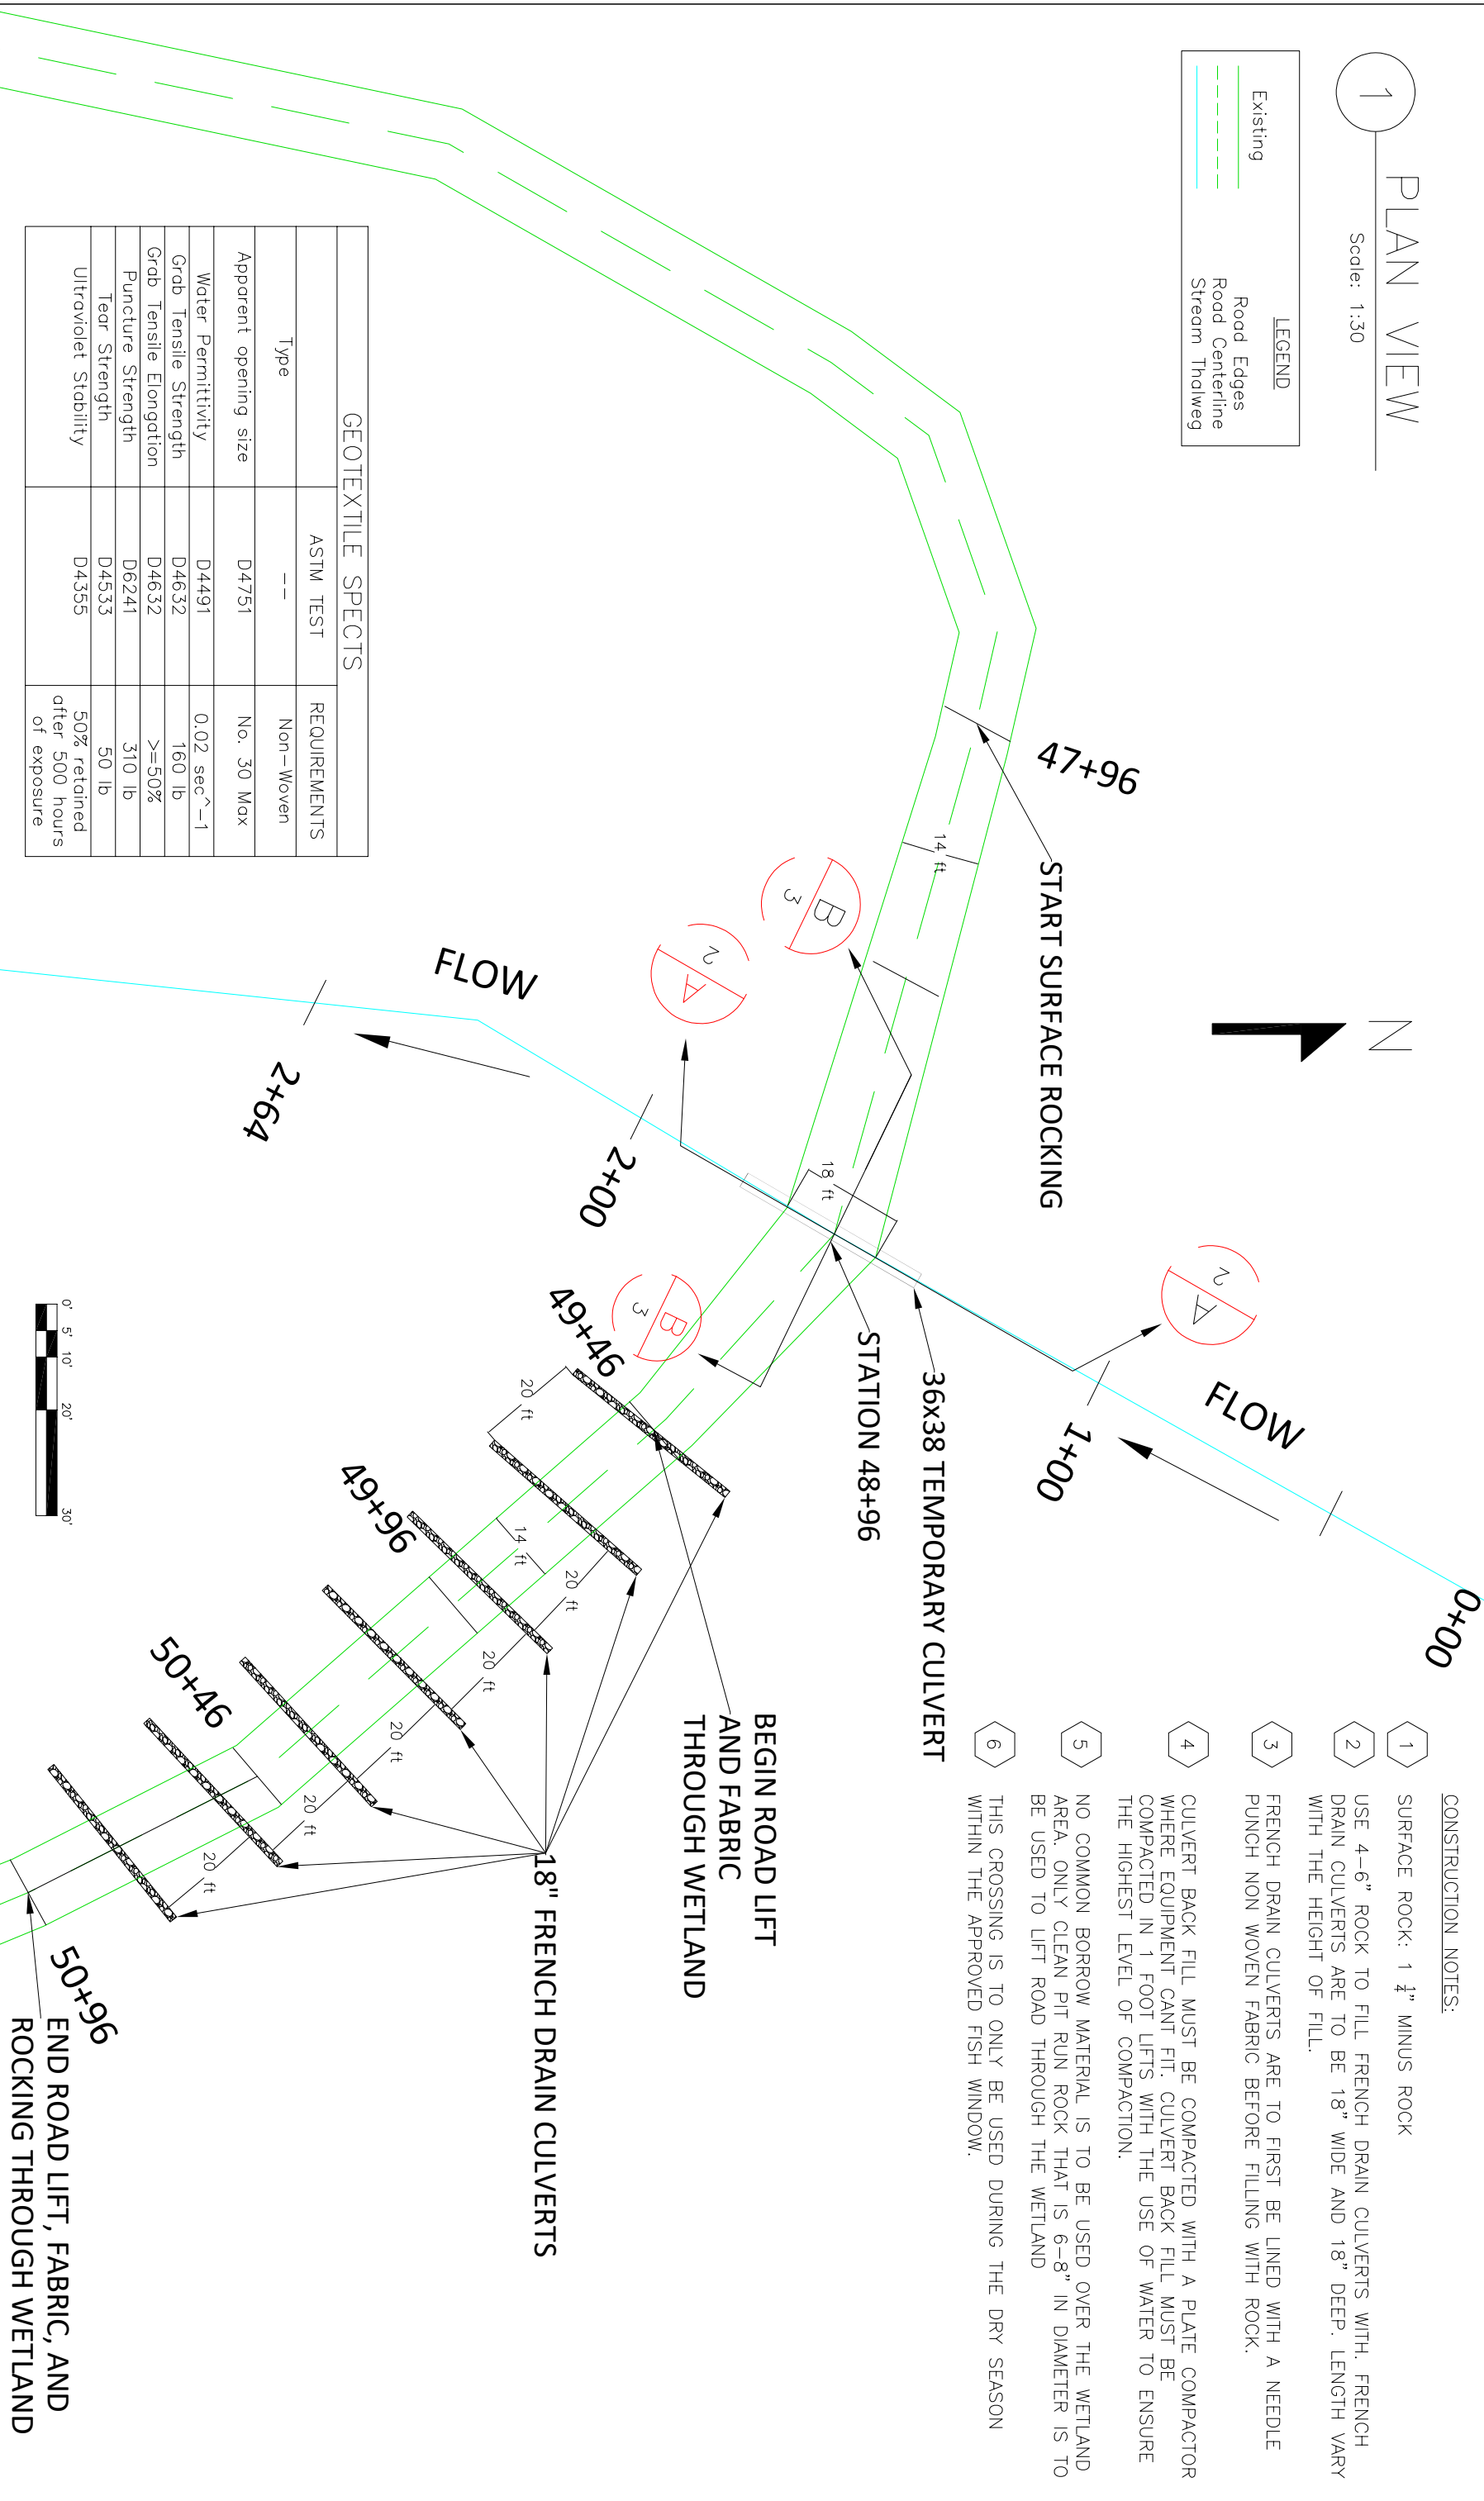 1
PLAN VIEW
Scale: 1:30
LEGEND
Existing
Road Edges
Road Centerline
Stream Thalweg
N
CONSTRUCTION NOTES:
1 SURFACE ROCK: 1 1/4" MINUS ROCK
2 USE 4-6" ROCK TO FILL FRENCH DRAIN CULVERTS WITH. FRENCH
DRAIN CULVERTS ARE TO BE 18" WIDE AND 18" DEEP. LENGTH VARY
WITH THE HEIGHT OF FILL.
3 FRENCH DRAIN CULVERTS ARE TO FIRST BE LINED WITH A NEEDLE
PUNCH NON WOVEN FABRIC BEFORE FILLING WITH ROCK.
4 CULVERT BACK FILL MUST BE COMPACTED WITH A PLATE COMPACTOR
WHERE EQUIPMENT CANT FIT. CULVERT BACK FILL MUST BE
COMPACTED IN 1 FOOT LIFTS WITH THE USE OF WATER TO ENSURE
THE HIGHEST LEVEL OF COMPACTION.
5 NO COMMON BORROW MATERIAL IS TO BE USED OVER THE WETLAND
AREA. ONLY CLEAN PIT RUN ROCK THAT IS 6-8" IN DIAMETER IS TO
BE USED TO LIFT ROAD THROUGH THE WETLAND
6 THIS CROSSING IS TO ONLY BE USED DURING THE DRY SEASON
WITHIN THE APPROVED FISH WINDOW.
0+00
FLOW
1+00
A
2
47+96
START SURFACE ROCKING
14 ft
B
3
A
2
18 ft
36x38 TEMPORARY CULVERT
STATION 48+96
B
3
FLOW
2+00
2+64
49+46
BEGIN ROAD LIFT
AND FABRIC
THROUGH WETLAND
20 ft
14 ft
20 ft
49+96
20 ft
20 ft
50+46
20 ft
20 ft
18" FRENCH DRAIN CULVERTS
50+96
END ROAD LIFT, FABRIC, AND
ROCKING THROUGH WETLAND
GEOTEXTILE SPECTS
ASTM TEST REQUIREMENTS
Type -- Non-Woven
Apparent opening size D4751 No. 30 Max
Water Permittivity D4491 0.02 sec^-1
Grab Tensile Strength D4632 160 lb
Grab Tensile Elongation D4632 >=50%
Puncture Strength D6241 310 lb
Tear Strength D4533 50 lb
Ultraviolet Stability D4355 50% retained
after 500 hours
of exposure
0' 5' 10' 20' 30'